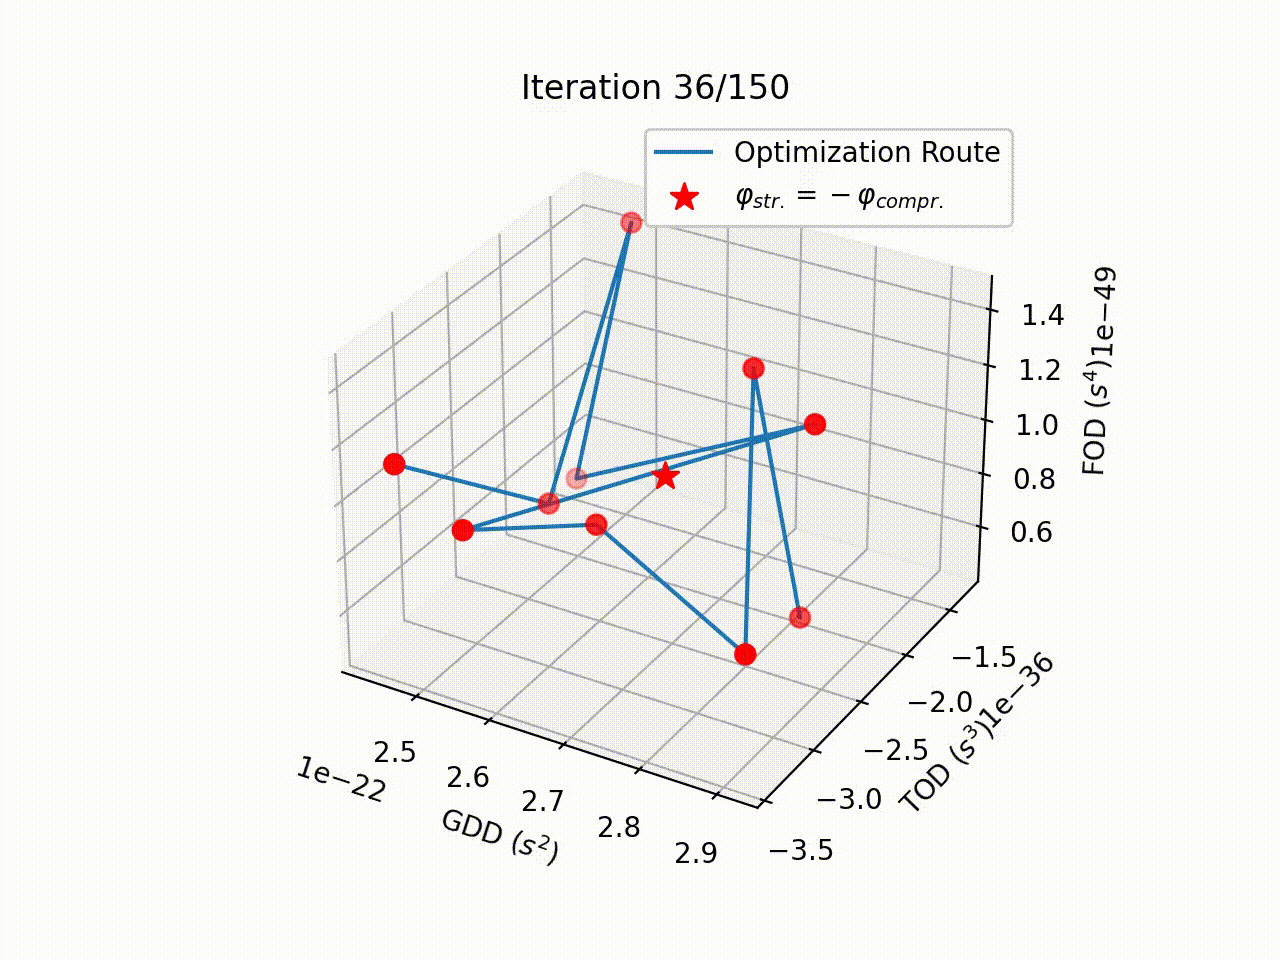 Iteration 36/150
Optimization Route
φstr. = − φcompr.
1.4
1.2
1.0
0.8
0.6
FOD (s⁴)1e−49
−1.5
−2.0
−2.5
−3.0
−3.5
TOD (s³)1e−36
2.5
2.6
2.7
2.8
2.9
1e−22
GDD (s²)